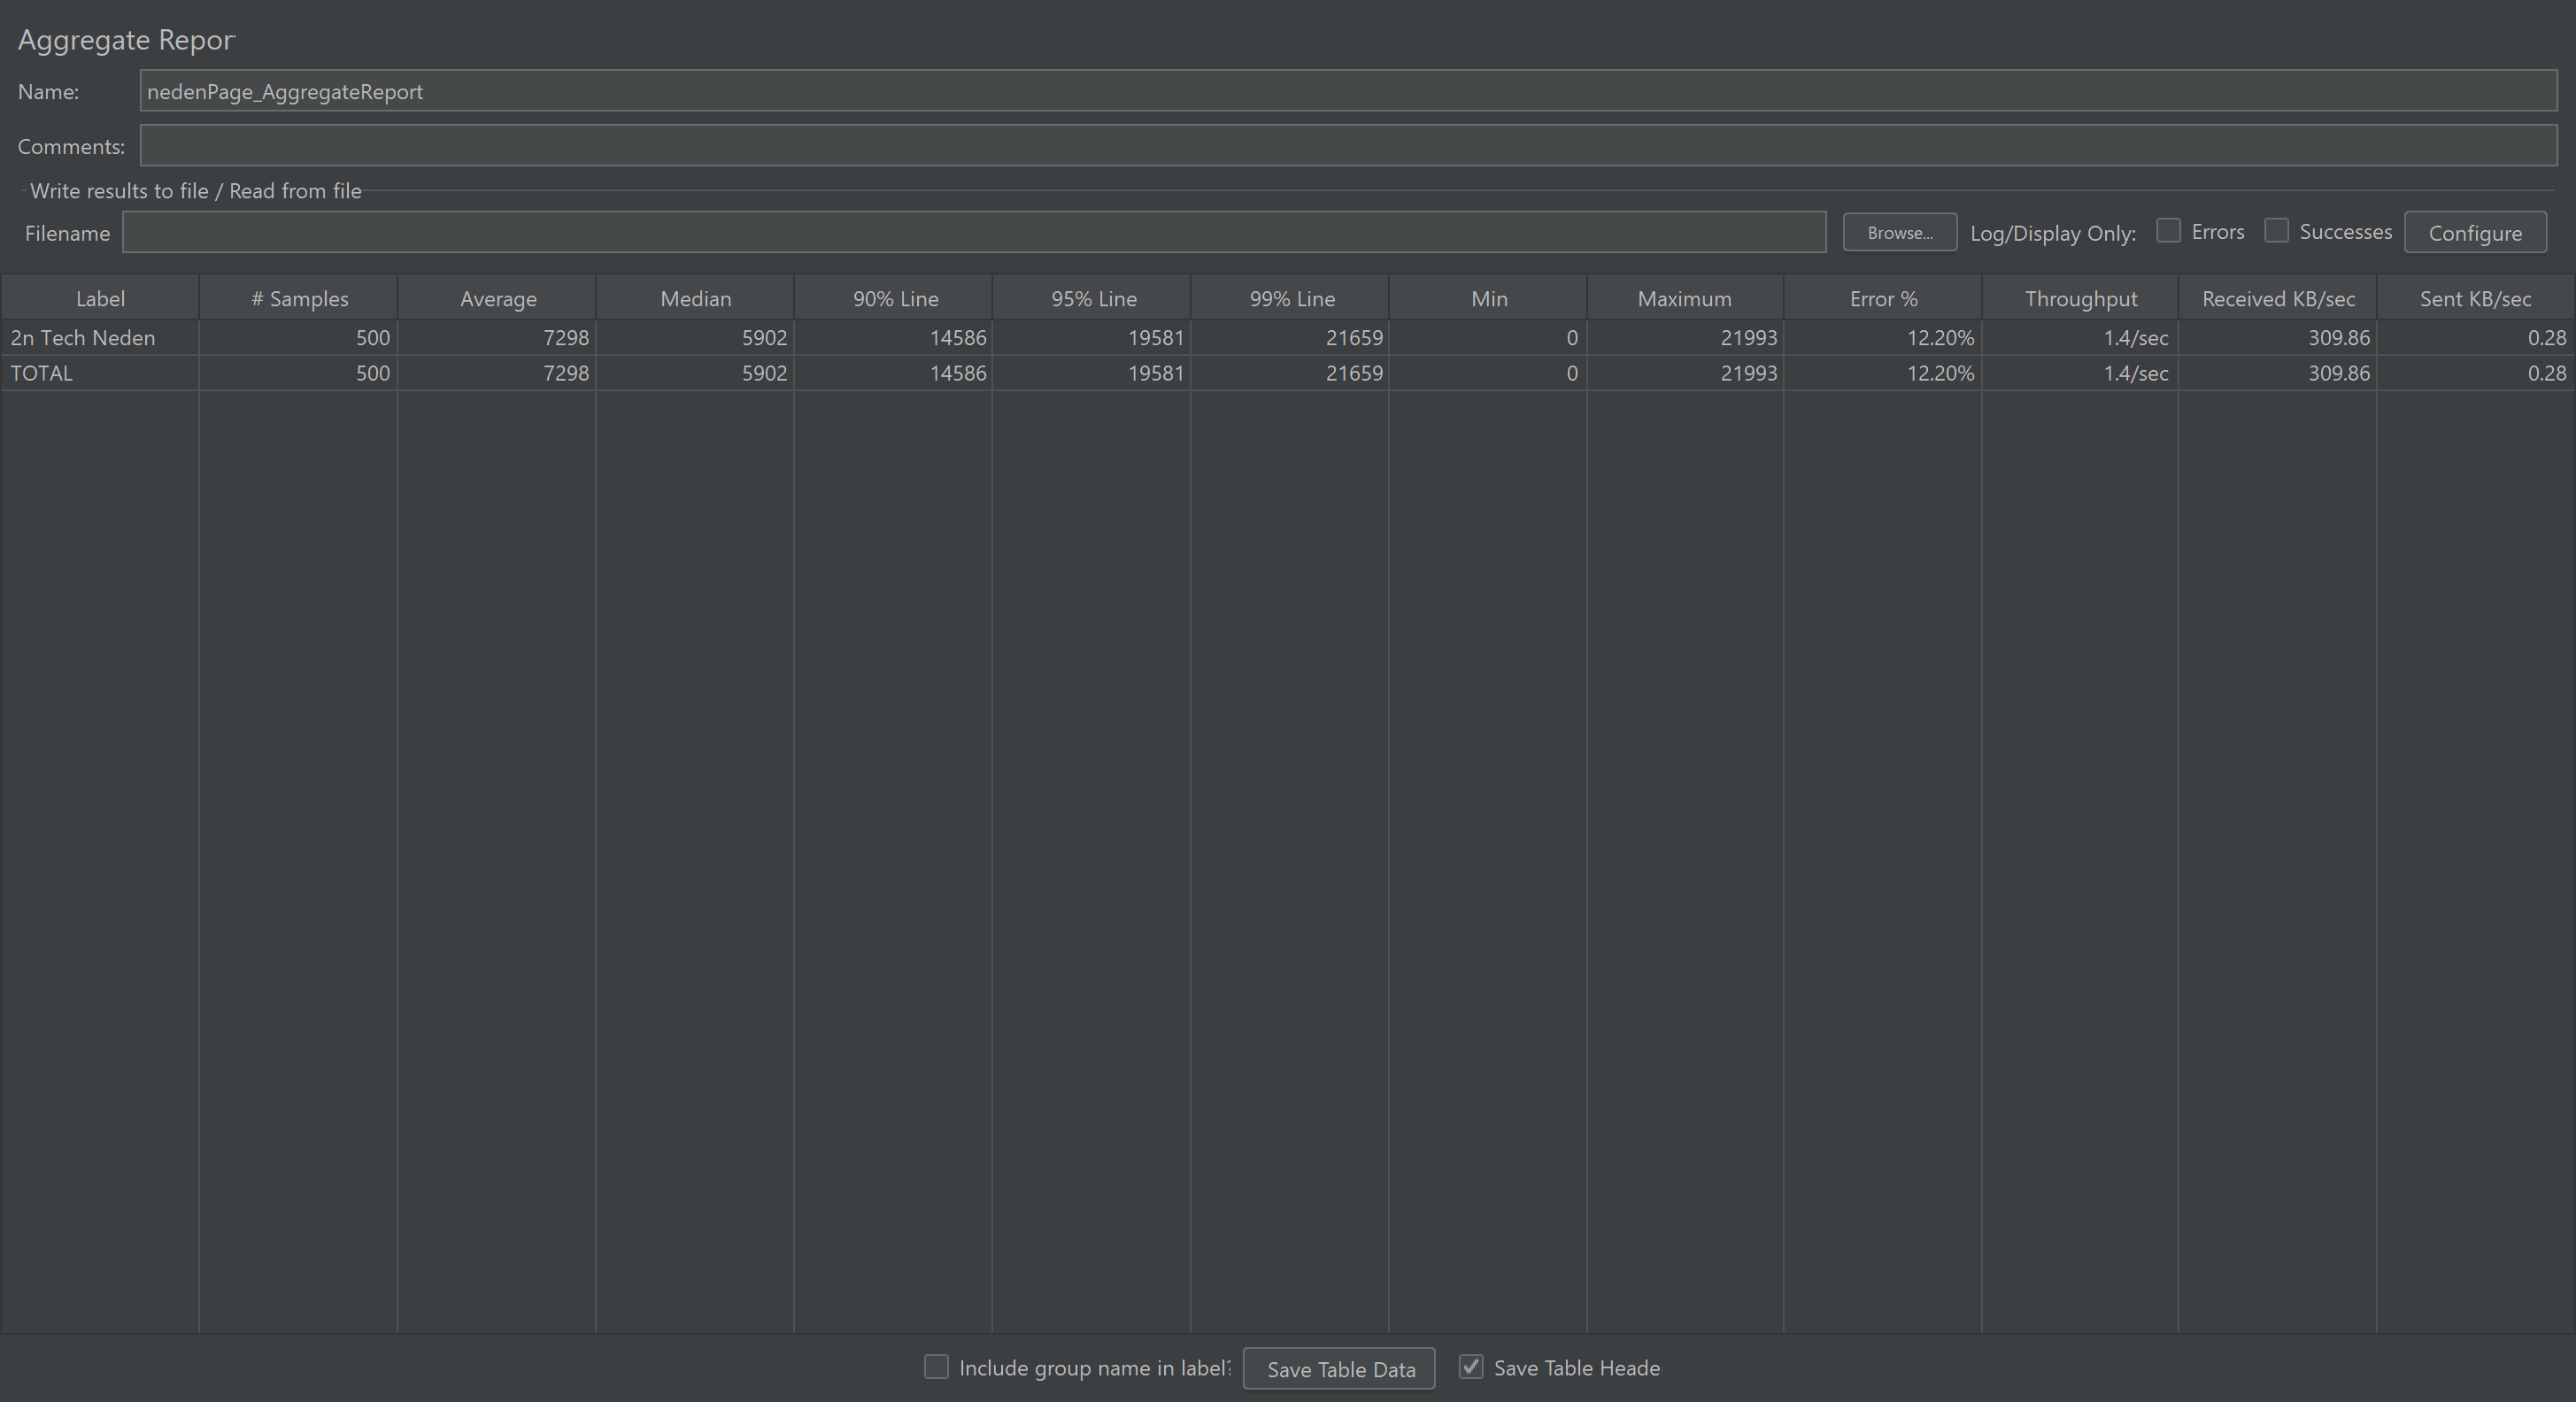 Aggregate Repor
Name: nedenPage_AggregateReport
Comments:
Write results to file / Read from file
Filename Browse... Log/Display Only: Errors Successes Configure
Label # Samples Average Median 90% Line 95% Line 99% Line Min Maximum Error % Throughput Received KB/sec Sent KB/sec
2n Tech Neden 500 7298 5902 14586 19581 21659 0 21993 12.20% 1.4/sec 309.86 0.28
TOTAL 500 7298 5902 14586 19581 21659 0 21993 12.20% 1.4/sec 309.86 0.28
Include group name in label? Save Table Data Save Table Heade